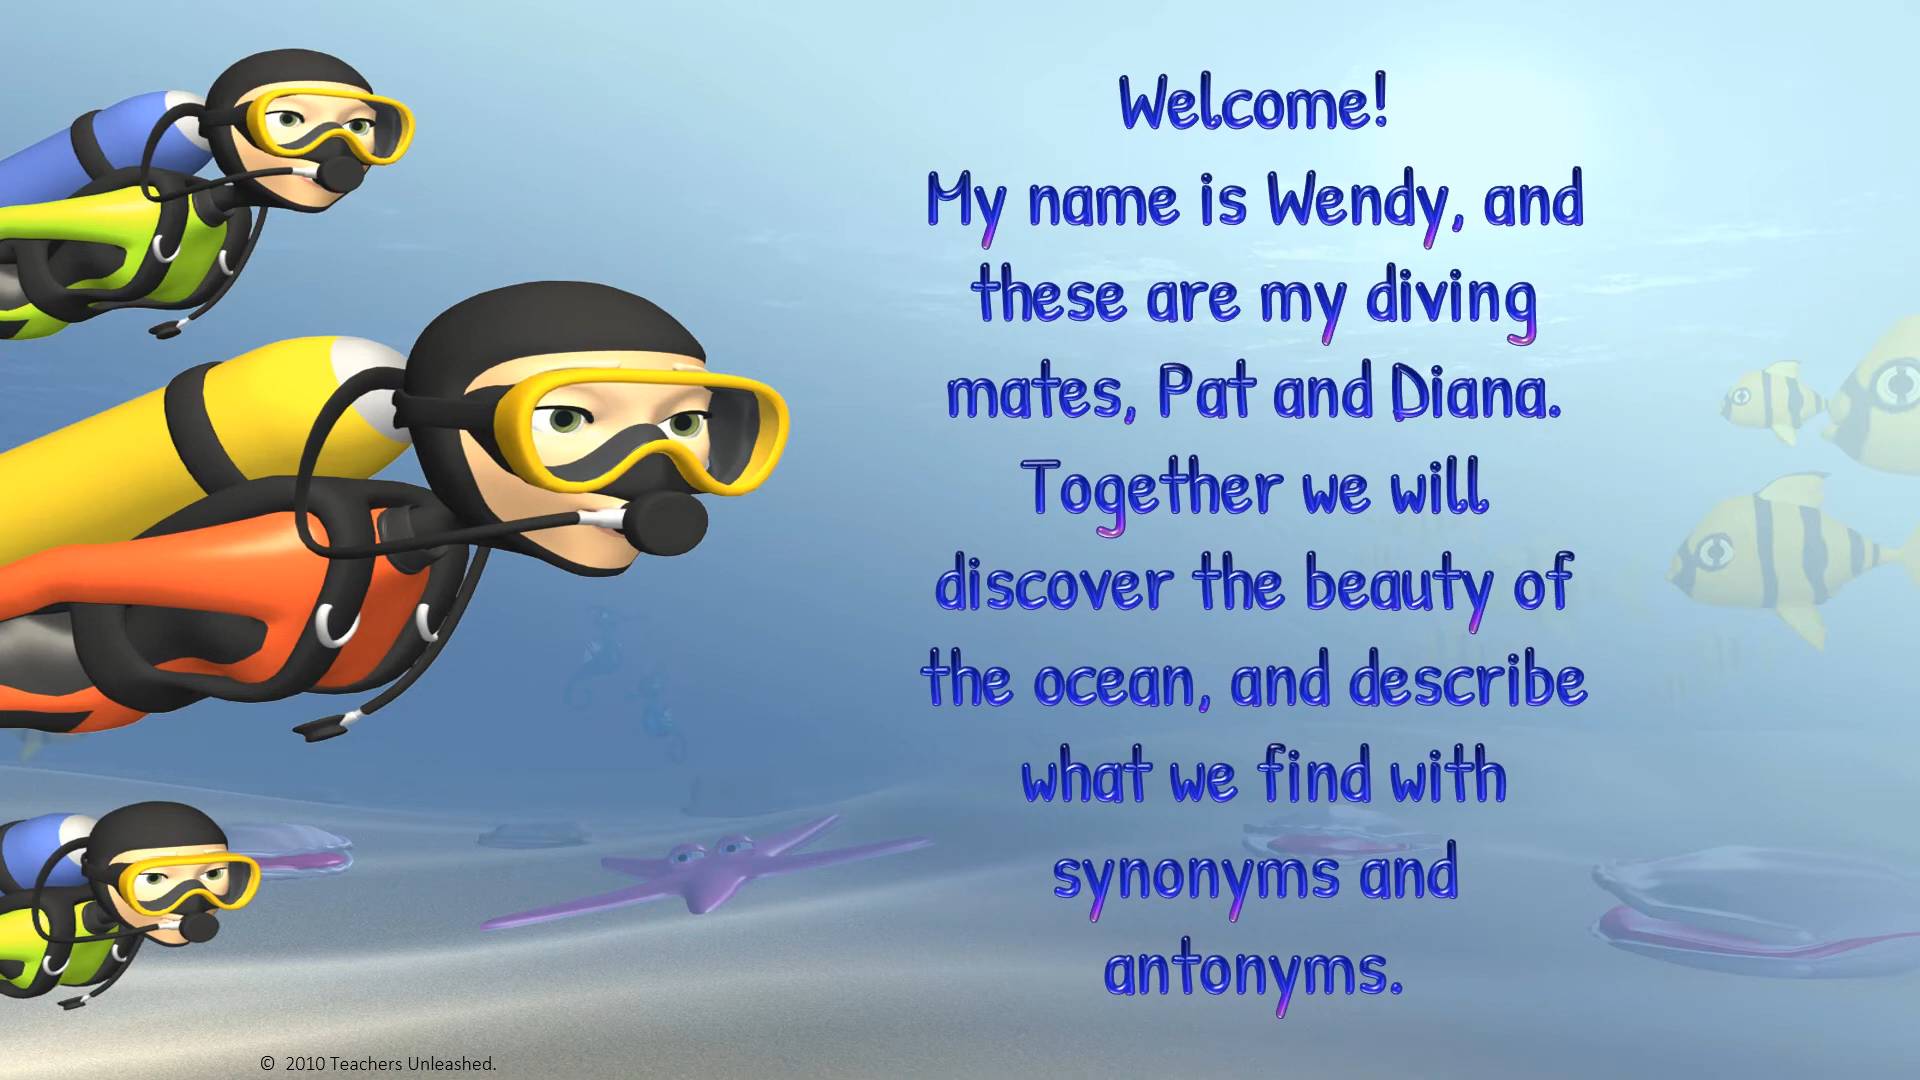 Welcome!
My name is Wendy, and
these are my diving
mates, Pat and Diana.
Together we will
discover the beauty of
the ocean, and describe
what we find with
synonyms and
antonyms.
© 2010 Teachers Unleashed.